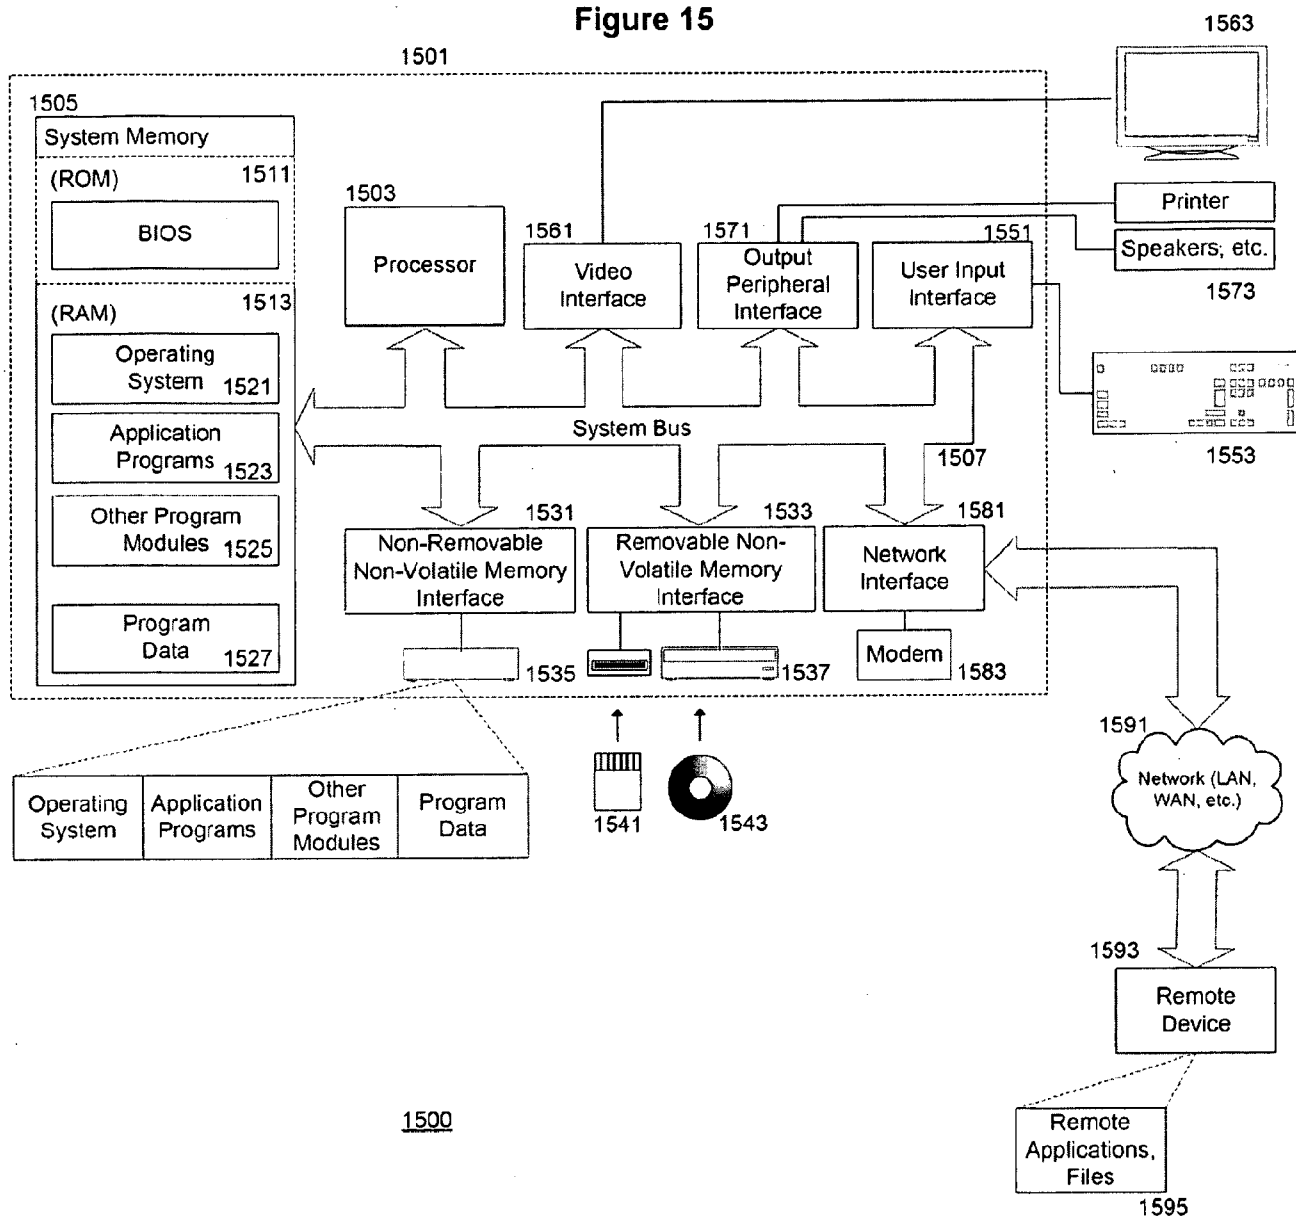 Figure 15
1501
1563
1505
System Memory
(ROM)
1511
BIOS
(RAM)
1513
Operating
System
1521
Application
Programs
1523
Other Program
Modules
1525
Program
Data
1527
1503
Processor
1561
Video
Interface
1571
Output
Peripheral
Interface
1551
User Input
Interface
Printer
Speakers, etc.
1573
1553
System Bus
1507
1531
Non-Removable
Non-Volatile Memory
Interface
1533
Removable Non-
Volatile Memory
Interface
1581
Network
Interface
1535
1537
Modem
1583
Operating
System
Application
Programs
Other
Program
Modules
Program
Data
1541
1543
1591
Network (LAN,
WAN, etc.)
1593
Remote
Device
1500
Remote
Applications,
Files
1595